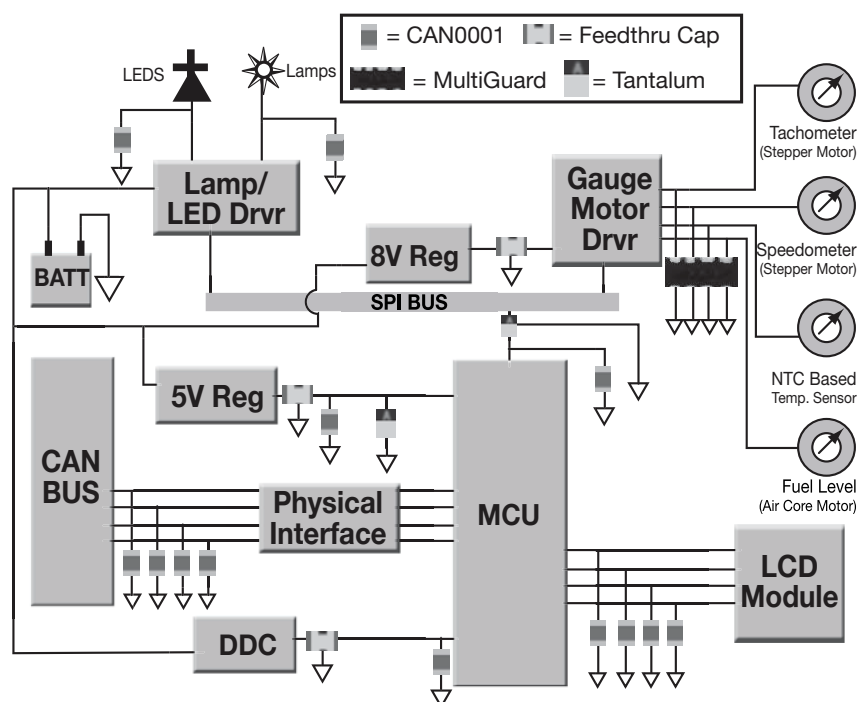 = CAN0001 = Feedthru Cap
= MultiGuard = Tantalum
LEDS
Lamps
Tachometer
(Stepper Motor)
Lamp/
LED Drvr
Gauge
Motor
Drvr
8V Reg
Speedometer
(Stepper Motor)
BATT
SPI BUS
5V Reg
NTC Based
Temp. Sensor
CAN
BUS
Physical
Interface
MCU
Fuel Level
(Air Core Motor)
LCD
Module
DDC